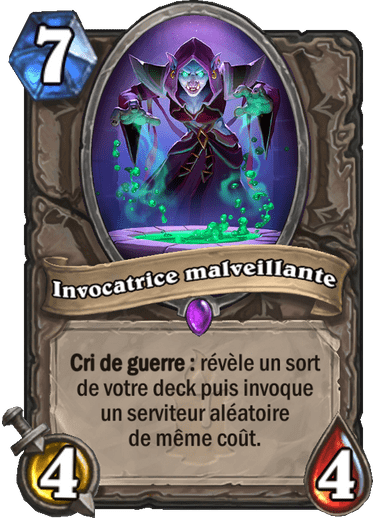 7
Invocatrice malveillante
Cri de guerre : révèle un sort
de votre deck puis invoque
un serviteur aléatoire
de même coût.
4
4